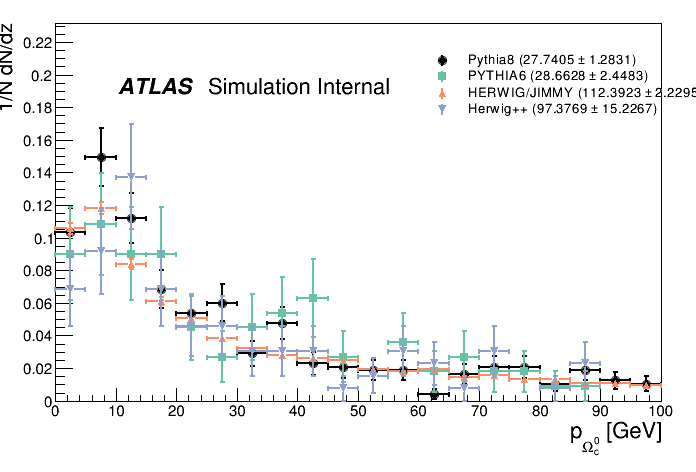 1/N dN/dz
0.22
0.2
0.18
0.16
0.14
0.12
0.1
0.08
0.06
0.04
0.02
0
ATLAS Simulation Internal
Pythia8 (27.7405 ± 1.2831)
PYTHIA6 (28.6628 ± 2.4483)
HERWIG/JIMMY (112.3923 ± 2.2295
Herwig++ (97.3769 ± 15.2267)
0 10 20 30 40 50 60 70 80 90 100
p_{Ω_c^0} [GeV]